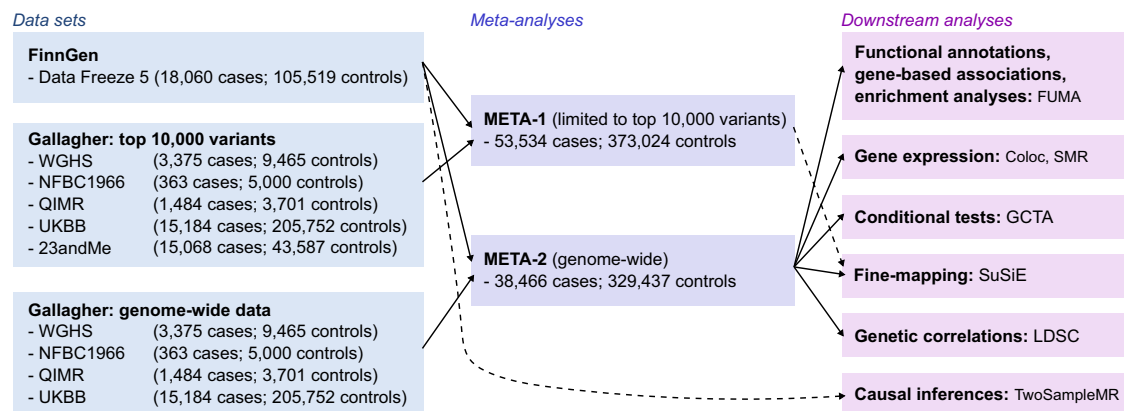 Data sets
FinnGen
- Data Freeze 5 (18,060 cases; 105,519 controls)
Gallagher: top 10,000 variants
- WGHS (3,375 cases; 9,465 controls)
- NFBC1966 (363 cases; 5,000 controls)
- QIMR (1,484 cases; 3,701 controls)
- UKBB (15,184 cases; 205,752 controls)
- 23andMe (15,068 cases; 43,587 controls)
Gallagher: genome-wide data
- WGHS (3,375 cases; 9,465 controls)
- NFBC1966 (363 cases; 5,000 controls)
- QIMR (1,484 cases; 3,701 controls)
- UKBB (15,184 cases; 205,752 controls)
Meta-analyses
META-1 (limited to top 10,000 variants)
- 53,534 cases; 373,024 controls
META-2 (genome-wide)
- 38,466 cases; 329,437 controls
Downstream analyses
Functional annotations,
gene-based associations,
enrichment analyses: FUMA
Gene expression: Coloc, SMR
Conditional tests: GCTA
Fine-mapping: SuSiE
Genetic correlations: LDSC
Causal inferences: TwoSampleMR